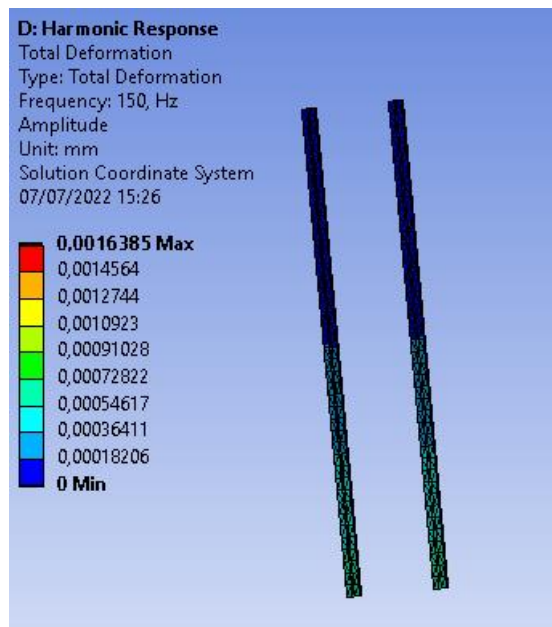 D: Harmonic Response
Total Deformation
Type: Total Deformation
Frequency: 150, Hz
Amplitude
Unit: mm
Solution Coordinate System
07/07/2022 15:26
0,0016385 Max
0,0014564
0,0012744
0,0010923
0,00091028
0,00072822
0,00054617
0,00036411
0,00018206
0 Min